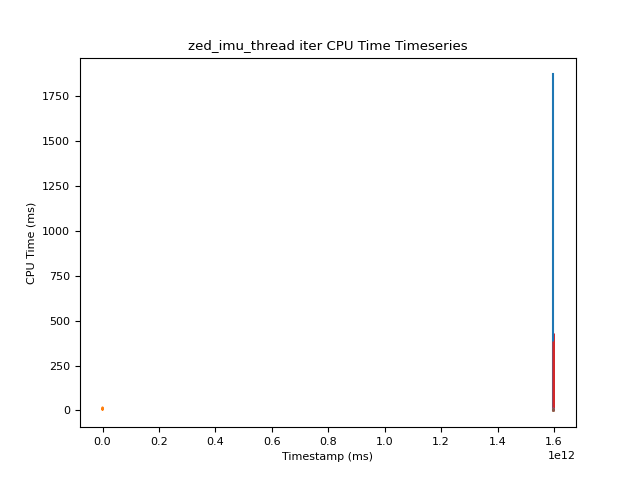 zed_imu_thread iter CPU Time Timeseries
1750
1500
1250
1000
750
500
250
0
CPU Time (ms)
0.0 0.2 0.4 0.6 0.8 1.0 1.2 1.4 1.6
1e12
Timestamp (ms)